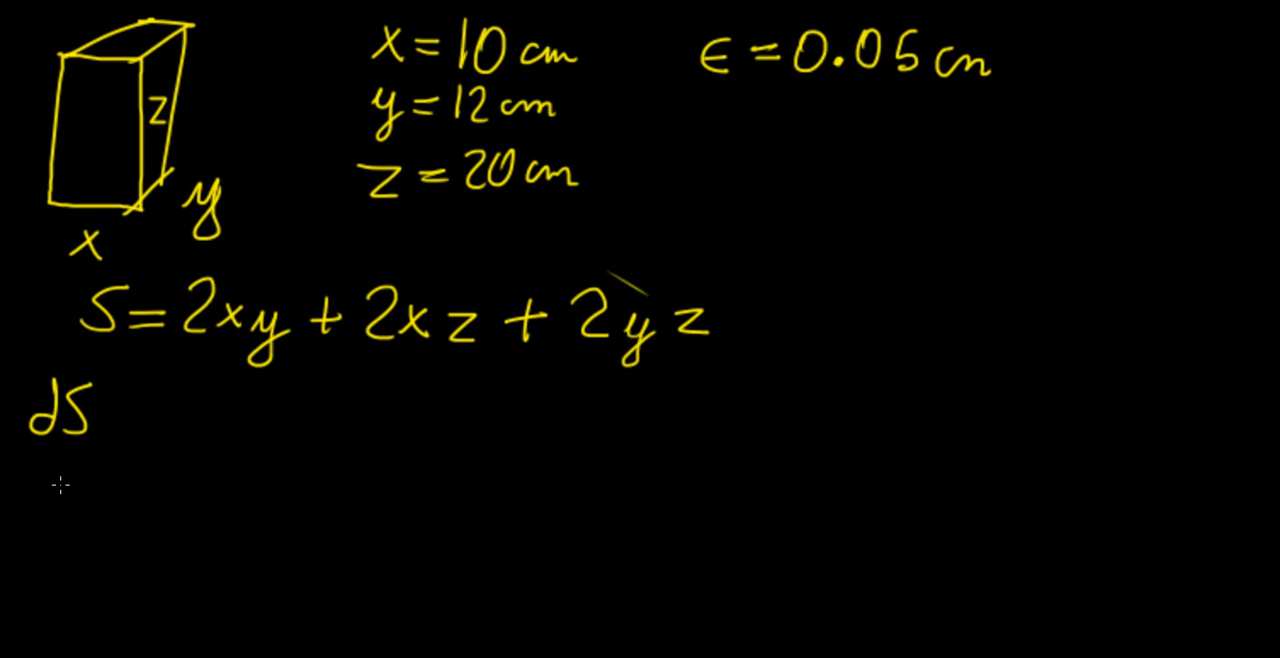 z
y
x
x = 10 cm
y = 12 cm
z = 20 cm
ϵ = 0.05 cm
S = 2xy + 2xz + 2yz
dS